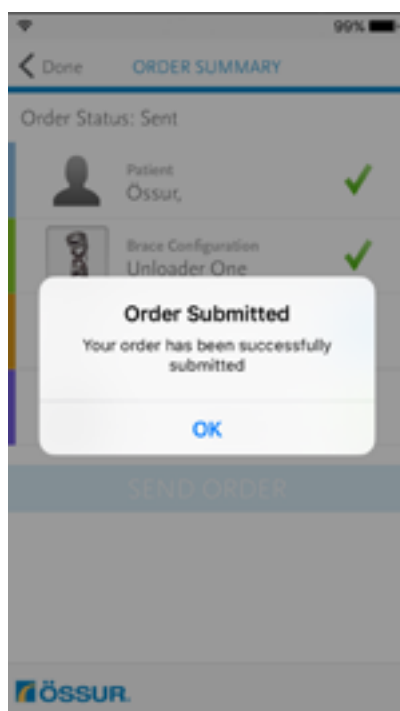 99%
Done ORDER SUMMARY
Order Status: Sent
Patient
Össur,
Brace Configuration
Unloader One
Order Submitted
Your order has been successfully
submitted
OK
SEND ORDER
ÖSSUR.